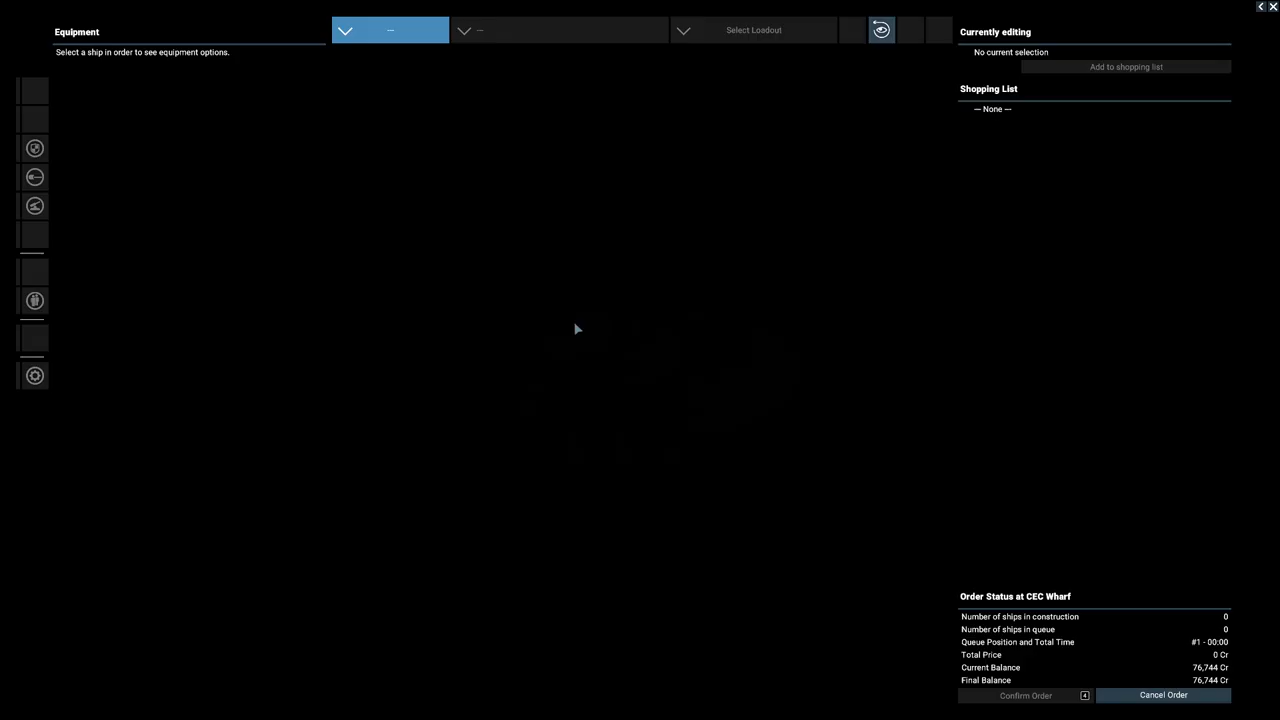 Equipment
Select a ship in order to see equipment options.
—
—
Select Loadout
Currently editing
No current selection
Add to shopping list
Shopping List
— None —
Order Status at CEC Wharf
Number of ships in construction 0
Number of ships in queue 0
Queue Position and Total Time #1 - 00:00
Total Price 0 Cr
Current Balance 76,744 Cr
Final Balance 76,744 Cr
Confirm Order 4 Cancel Order